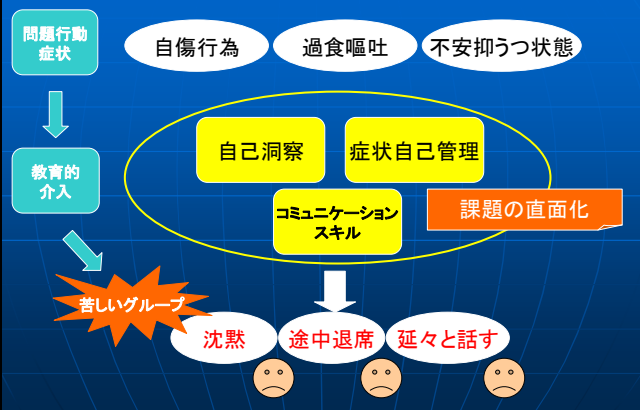 問題行動
症状
自傷行為
過食嘔吐
不安抑うつ状態
自己洞察
症状自己管理
教育的
介入
コミュニケーション
スキル
課題の直面化
苦しいグループ
沈黙
途中退席
延々と話す